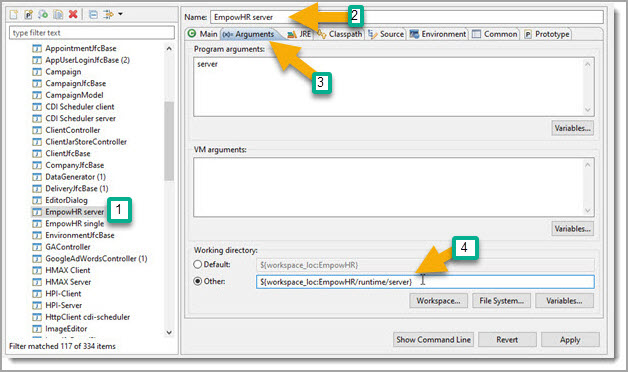 Name: EmpowHR server
2
type filter text
Main (x)= Arguments JRE Classpath Source Environment Common Prototype
AppointmentJfcBase
AppUserLoginJfcBase (2)
Campaign
CampaignJfcBase
CampaignModel
CDI Scheduler client
CDI Scheduler server
ClientController
ClientJarStoreController
ClientJfcBase
CompanyJfcBase
DataGenerator (1)
DeliveryJfcBase (1)
EditorDialog
EmpowHR server
1
EmpowHR single
EnvironmentJfcBase
GAController
GoogleAdWordsController (1)
HMAX Client
HMAX Server
HPI-Client
HPI-Server
HttpClient cdi-scheduler
ImageEditor
Filter matched 117 of 334 items
3
Program arguments:
server
Variables...
VM arguments:
Variables...
Working directory:
4
Default: ${workspace_loc:EmpowHR}
Other: ${workspace_loc:EmpowHR/runtime/server}
Workspace... File System... Variables...
Show Command Line Revert Apply